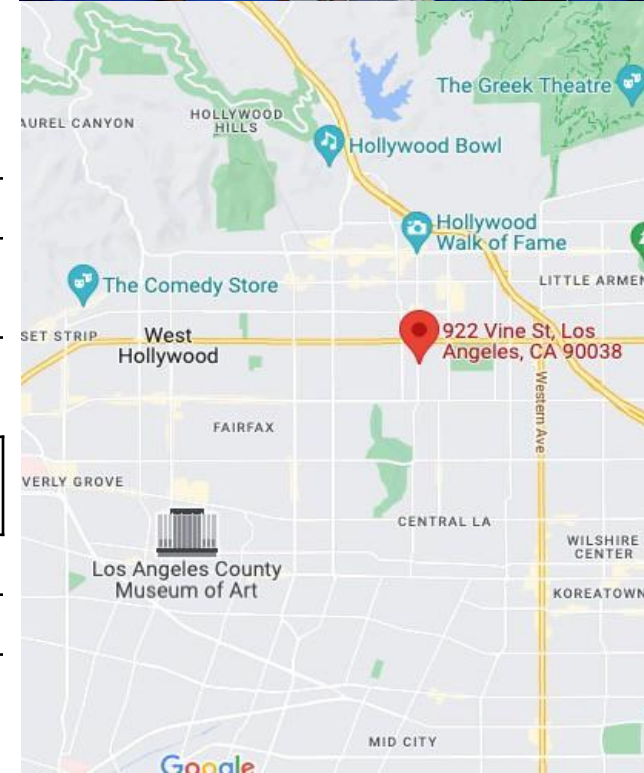 The Greek Theatre
AUREL CANYON
HOLLYWOOD
HILLS
Hollywood Bowl
Hollywood
Walk of Fame
The Comedy Store
LITTLE ARMEN
SET STRIP
West
Hollywood
922 Vine St, Los
Angeles, CA 90038
Western Ave
FAIRFAX
VERLY GROVE
CENTRAL LA
WILSHIRE
CENTER
Los Angeles County
Museum of Art
KOREATOWN
MID CITY
Google